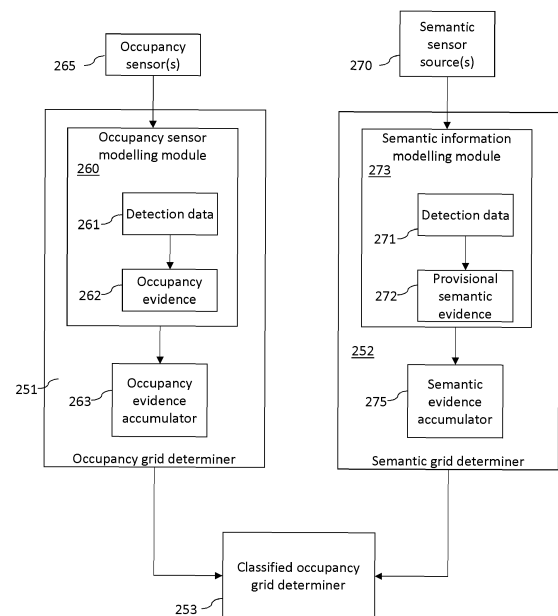 Occupancy
sensor(s)
265
Semantic
sensor
source(s)
270
Occupancy sensor
modelling module
260
Detection data
261
Occupancy
evidence
262
251
Occupancy
evidence
accumulator
263
Occupancy grid determiner
Semantic information
modelling module
273
Detection data
271
Provisional
semantic
evidence
272
252
Semantic
evidence
accumulator
275
Semantic grid determiner
Classified occupancy
grid determiner
253